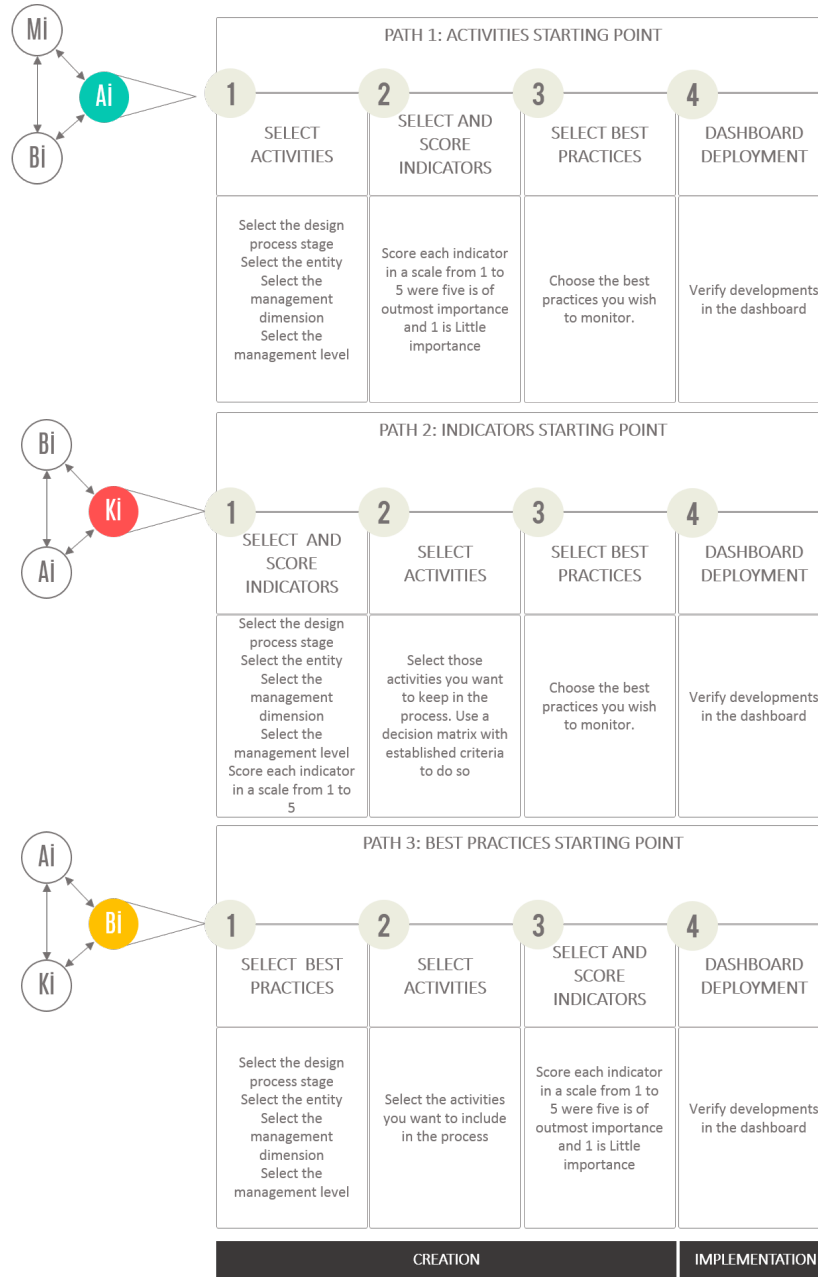 Mi
Ai
Bi
PATH 1: ACTIVITIES STARTING POINT
1
2
3
4
SELECT
ACTIVITIES
SELECT AND
SCORE
INDICATORS
SELECT BEST
PRACTICES
DASHBOARD
DEPLOYMENT
Select the design
process stage
Select the entity
Select the
management
dimension
Select the
management level
Score each indicator
in a scale from 1 to
5 were five is of
outmost importance
and 1 is Little
importance
Choose the best
practices you wish
to monitor.
Verify developments
in the dashboard
Bi
Ki
Ai
PATH 2: INDICATORS STARTING POINT
1
2
3
4
SELECT AND
SCORE
INDICATORS
SELECT
ACTIVITIES
SELECT BEST
PRACTICES
DASHBOARD
DEPLOYMENT
Select the design
process stage
Select the entity
Select the
management
dimension
Select the
management level
Score each indicator
in a scale from 1 to
5
Select those
activities you want
to keep in the
process. Use a
decision matrix with
established criteria
to do so
Choose the best
practices you wish
to monitor.
Verify developments
in the dashboard
Ai
Bi
Ki
PATH 3: BEST PRACTICES STARTING POINT
1
2
3
4
SELECT BEST
PRACTICES
SELECT
ACTIVITIES
SELECT AND
SCORE
INDICATORS
DASHBOARD
DEPLOYMENT
Select the design
process stage
Select the entity
Select the
management
dimension
Select the
management level
Select the activities
you want to include
in the process
Score each indicator
in a scale from 1 to
5 were five is of
outmost importance
and 1 is Little
importance
Verify developments
in the dashboard
CREATION
IMPLEMENTATION